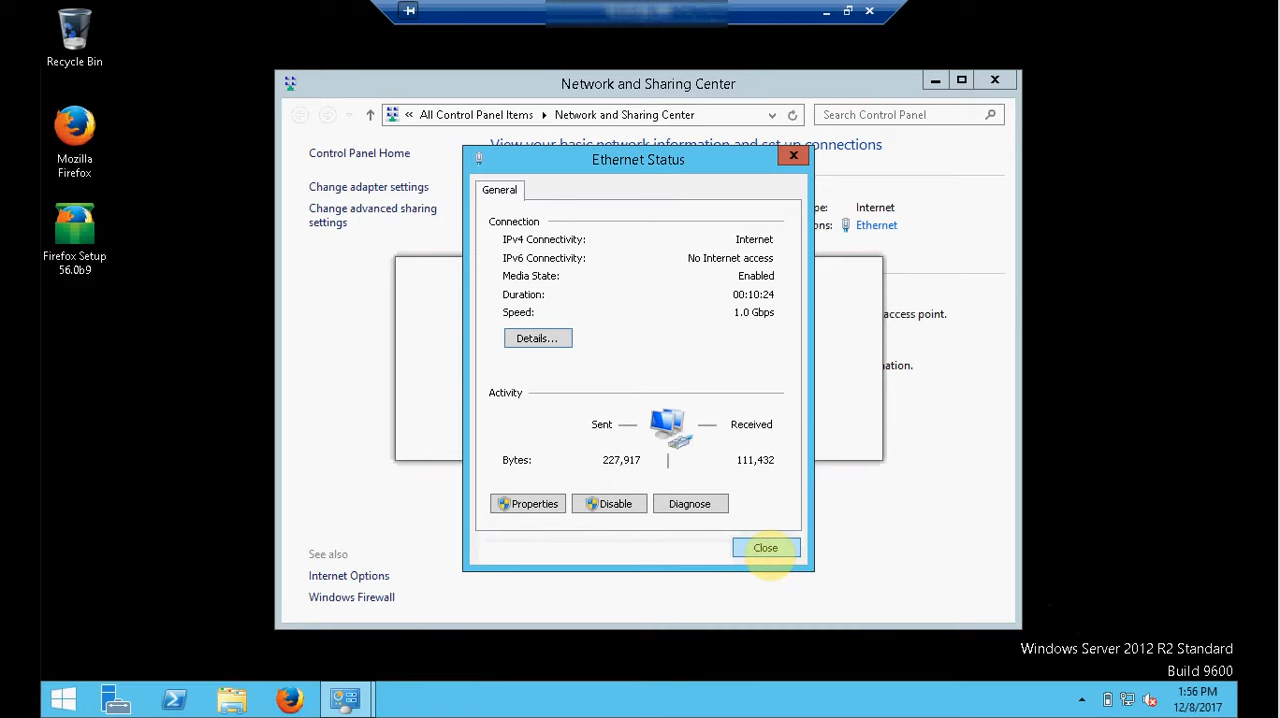 Recycle Bin
Mozilla
Firefox
Firefox Setup
56.0b9
Network and Sharing Center
« All Control Panel Items Network and Sharing Center
Search Control Panel
View your basic network information and set up connections
Control Panel Home
Change adapter settings
Change advanced sharing
settings
pe: Internet
ns: Ethernet
access point.
ation.
See also
Internet Options
Windows Firewall
Ethernet Status
General
Connection
IPv4 Connectivity: Internet
IPv6 Connectivity: No Internet access
Media State: Enabled
Duration: 00:10:24
Speed: 1.0 Gbps
Details...
Activity
Sent — — Received
Bytes: 227,917 | 111,432
Properties Disable Diagnose
Close
Windows Server 2012 R2 Standard
Build 9600
1:56 PM
12/8/2017